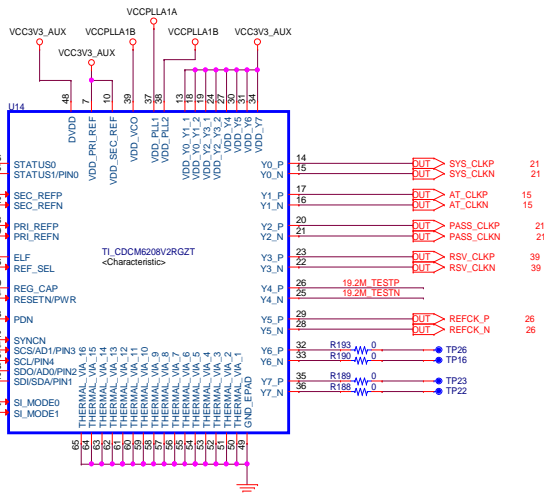 VCCPLLA1A
VCC3V3_AUX
VCCPLLA1B
VCCPLLA1B
VCC3V3_AUX
VCC3V3_AUX
48
7
10
39
37
38
13
18
19
24
27
30
31
34
U14
DVDD
VDD_PRI_REF
VDD_SEC_REF
VDD_VCO
VDD_PLL1
VDD_PLL2
VDD_Y0_Y1_1
VDD_Y0_Y1_2
VDD_Y2_Y3_1
VDD_Y2_Y3_2
VDD_Y4
VDD_Y5
VDD_Y6
VDD_Y7
STATUS0
STATUS1/PIN0
SEC_REFP
SEC_REFN
PRI_REFP
PRI_REFN
ELF
REF_SEL
REG_CAP
RESETN/PWR
PDN
SYNCN
SCS/AD1/PIN3
SCL/PIN4
SDO/AD0/PIN2
SDI/SDA/PIN1
SI_MODE0
SI_MODE1
TI_CDCM6208V2RGZT
<Characteristic>
Y0_P 14 OUT SYS_CLKP 21
Y0_N 15 OUT SYS_CLKN 21
Y1_P 17 OUT AT_CLKP 15
Y1_N 16 OUT AT_CLKN 15
Y2_P 20 OUT PASS_CLKP 21
Y2_N 21 OUT PASS_CLKN 21
Y3_P 23 OUT RSV_CLKP 39
Y3_N 22 OUT RSV_CLKN 39
Y4_P 26 19.2M_TESTP
Y4_N 25 19.2M_TESTN
Y5_P 29 OUT REFCK_P 26
Y5_N 28 OUT REFCK_N 26
Y6_P 32 R193 0 TP26
Y6_N 33 R190 0 TP16
Y7_P 35 R189 0 TP23
Y7_N 36 R188 0 TP22
THERMAL_VIA_16
THERMAL_VIA_15
THERMAL_VIA_14
THERMAL_VIA_13
THERMAL_VIA_12
THERMAL_VIA_11
THERMAL_VIA_10
THERMAL_VIA_9
THERMAL_VIA_8
THERMAL_VIA_7
THERMAL_VIA_6
THERMAL_VIA_5
THERMAL_VIA_4
THERMAL_VIA_3
THERMAL_VIA_2
THERMAL_VIA_1
GND_EPAD
65
64
63
62
61
60
59
58
57
56
55
54
53
52
51
50
49